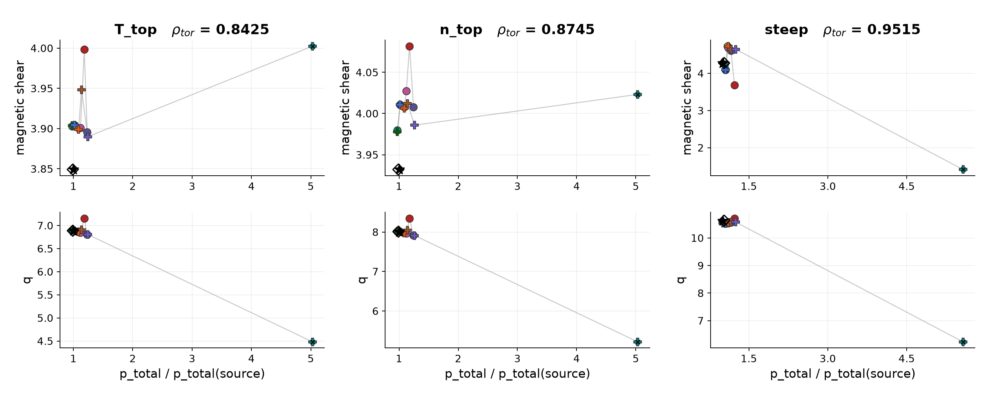 T_top ρtor = 0.8425
n_top ρtor = 0.8745
steep ρtor = 0.9515
magnetic shear
4.00
3.95
3.90
3.85
1 2 3 4 5
magnetic shear
4.05
4.00
3.95
1 2 3 4 5
magnetic shear
4
3
2
1.5 3.0 4.5
q
7.0
6.5
6.0
5.5
5.0
4.5
1 2 3 4 5
p_total / p_total(source)
q
8
7
6
1 2 3 4 5
p_total / p_total(source)
q
10
9
8
7
1.5 3.0 4.5
p_total / p_total(source)